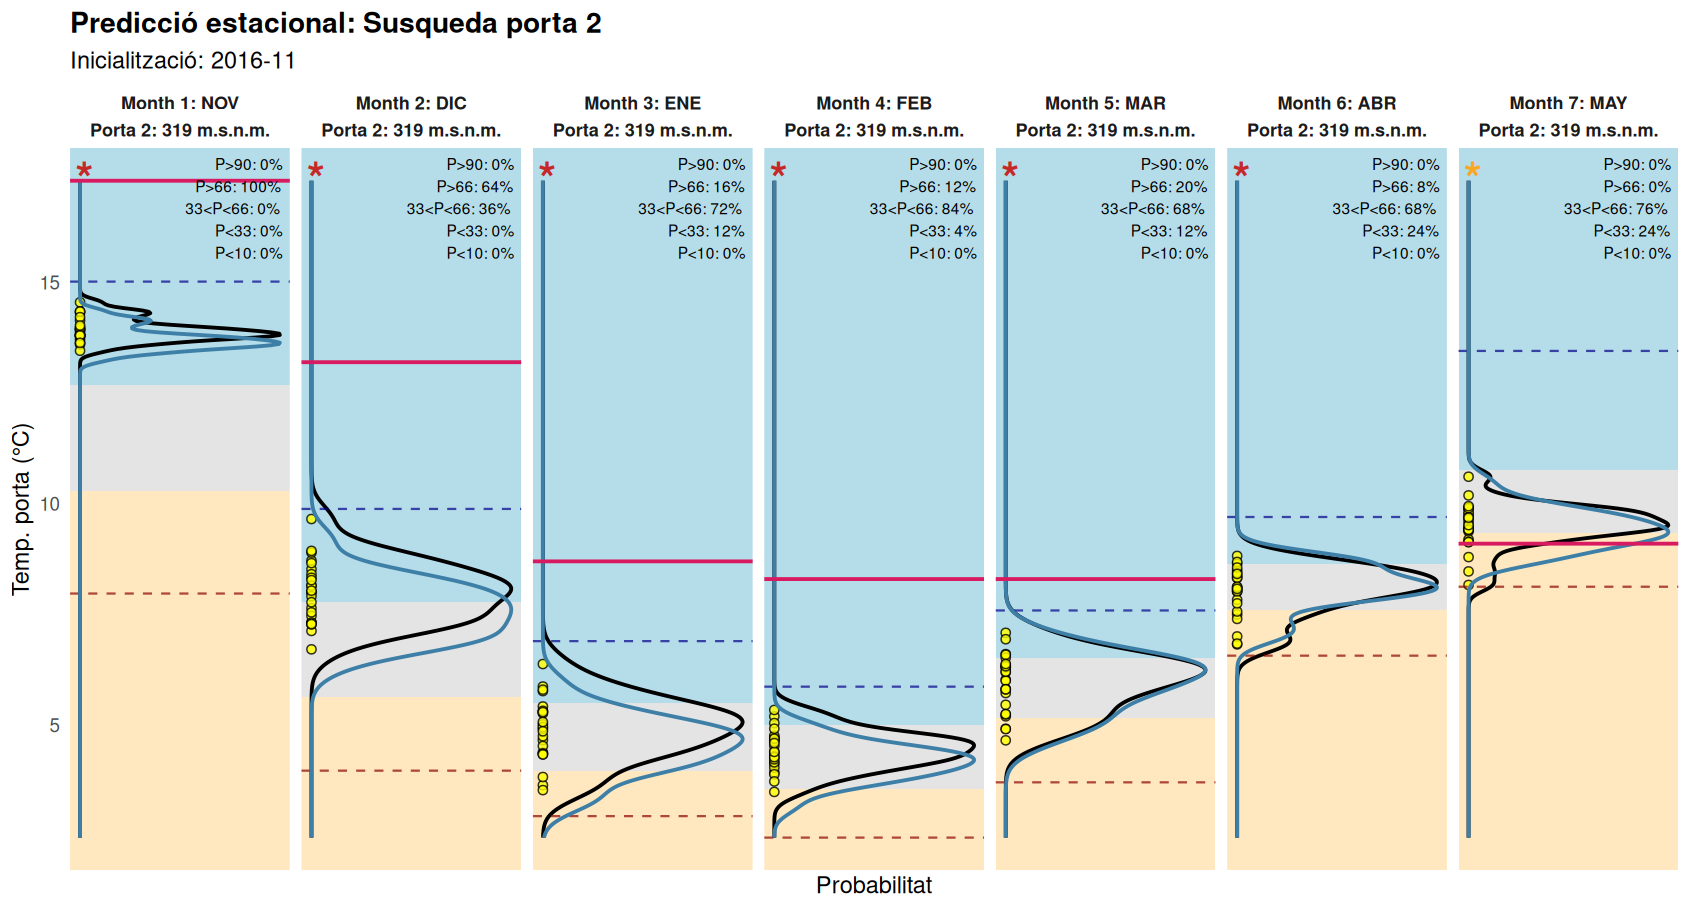 Predicció estacional: Susqueda porta 2
Inicialització: 2016-11
Month 1: NOV
Porta 2: 319 m.s.n.m.
Month 2: DIC
Porta 2: 319 m.s.n.m.
Month 3: ENE
Porta 2: 319 m.s.n.m.
Month 4: FEB
Porta 2: 319 m.s.n.m.
Month 5: MAR
Porta 2: 319 m.s.n.m.
Month 6: ABR
Porta 2: 319 m.s.n.m.
Month 7: MAY
Porta 2: 319 m.s.n.m.
*
P>90: 0%
P>66: 100%
33<P<66: 0%
P<33: 0%
P<10: 0%
*
P>90: 0%
P>66: 64%
33<P<66: 36%
P<33: 0%
P<10: 0%
*
P>90: 0%
P>66: 16%
33<P<66: 72%
P<33: 12%
P<10: 0%
*
P>90: 0%
P>66: 12%
33<P<66: 84%
P<33: 4%
P<10: 0%
*
P>90: 0%
P>66: 20%
33<P<66: 68%
P<33: 12%
P<10: 0%
*
P>90: 0%
P>66: 8%
33<P<66: 68%
P<33: 24%
P<10: 0%
*
P>90: 0%
P>66: 0%
33<P<66: 76%
P<33: 24%
P<10: 0%
15
10
5
Temp. porta (°C)
Probabilitat